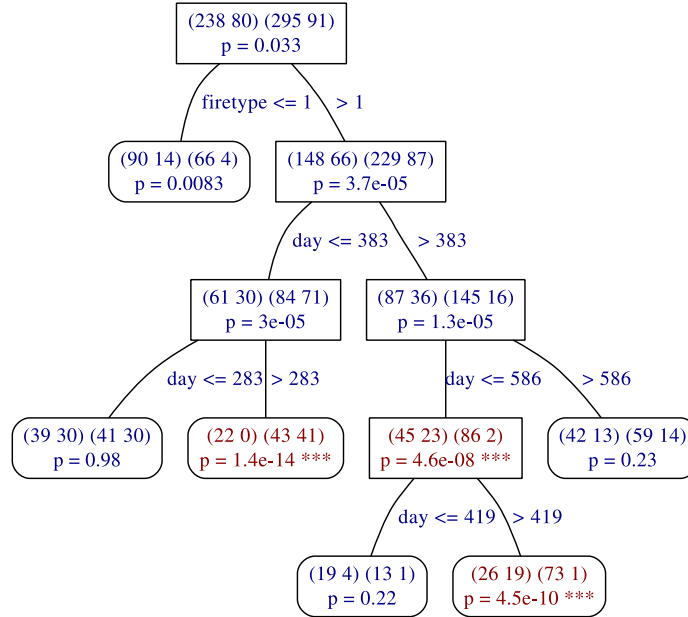 (238 80) (295 91)
p = 0.033
firetype <= 1
> 1
(90 14) (66 4)
p = 0.0083
(148 66) (229 87)
p = 3.7e-05
day <= 383
> 383
(61 30) (84 71)
p = 3e-05
(87 36) (145 16)
p = 1.3e-05
day <= 283
> 283
day <= 586
> 586
(39 30) (41 30)
p = 0.98
(22 0) (43 41)
p = 1.4e-14 ***
(45 23) (86 2)
p = 4.6e-08 ***
(42 13) (59 14)
p = 0.23
day <= 419
> 419
(19 4) (13 1)
p = 0.22
(26 19) (73 1)
p = 4.5e-10 ***